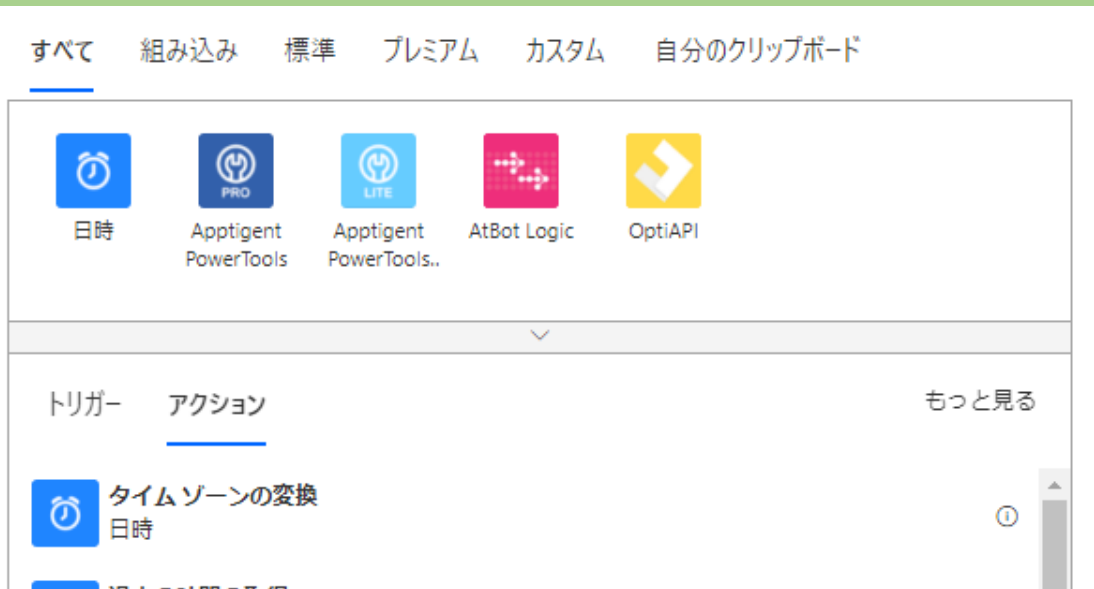 すべて 組み込み 標準 プレミアム カスタム 自分のクリップボード
PRO LITE
日時 Apptigent Apptigent AtBot Logic OptiAPI
PowerTools PowerTools..
トリガー アクション もっと見る
タイム ゾーンの変換
日時